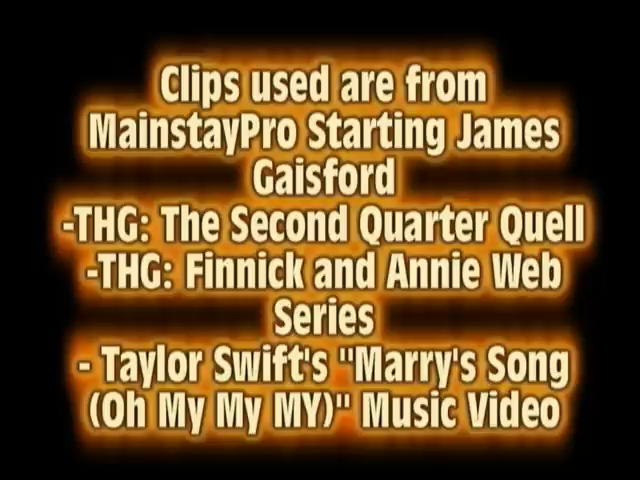 Clips used are from
MainstayPro Starting James
Gaisford
-THG: The Second Quarter Quell
-THG: Finnick and Annie Web
Series
- Taylor Swift's "Marry's Song
(Oh My My MY)" Music Video